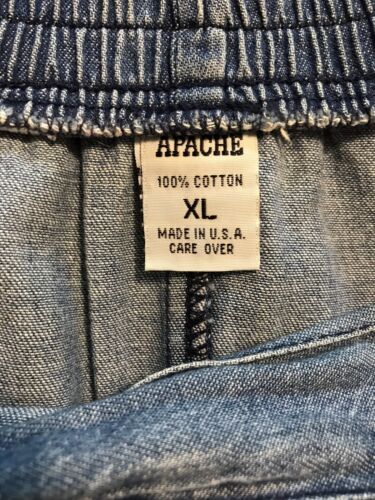 APACHE
100% COTTON
XL
MADE IN U.S.A.
CARE OVER